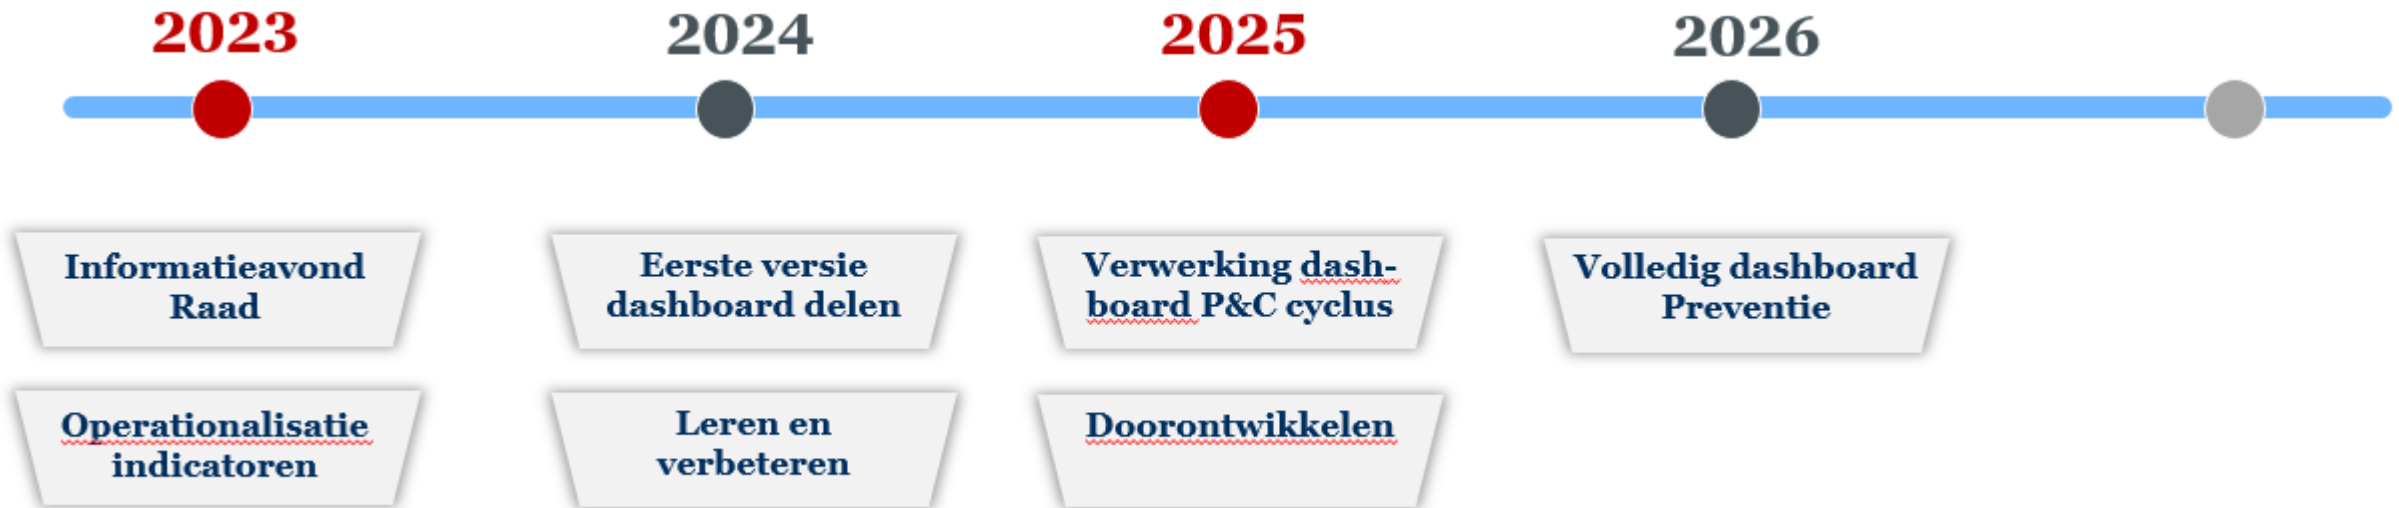 2023
2024
2025
2026
Informatieavond
Raad
Eerste versie
dashboard delen
Verwerking dash-
board P&C cyclus
Volledig dashboard
Preventie
Operationalisatie
indicatoren
Leren en
verbeteren
Doorontwikkelen